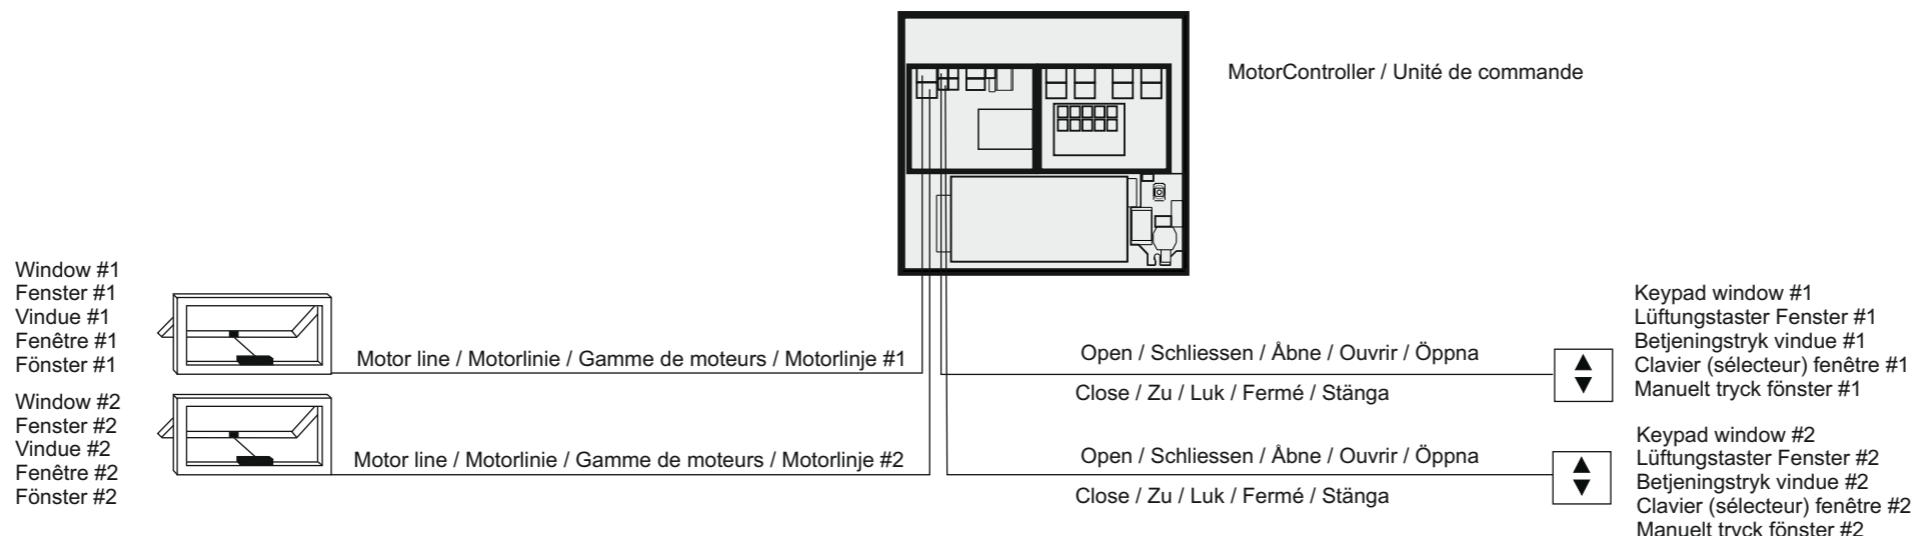 MotorController / Unité de commande
Window #1
Fenster #1
Vindue #1
Fenêtre #1
Fönster #1
Motor line / Motorlinie / Gamme de moteurs / Motorlinje #1
Open / Schliessen / Åbne / Ouvrir / Öppna
Close / Zu / Luk / Fermé / Stänga
Keypad window #1
Lüftungstaster Fenster #1
Betjeningstryk vindue #1
Clavier (sélecteur) fenêtre #1
Manuelt tryck fönster #1
Window #2
Fenster #2
Vindue #2
Fenêtre #2
Fönster #2
Motor line / Motorlinie / Gamme de moteurs / Motorlinje #2
Open / Schliessen / Åbne / Ouvrir / Öppna
Close / Zu / Luk / Fermé / Stänga
Keypad window #2
Lüftungstaster Fenster #2
Betjeningstryk vindue #2
Clavier (sélecteur) fenêtre #2
Manuelt tryck fönster #2